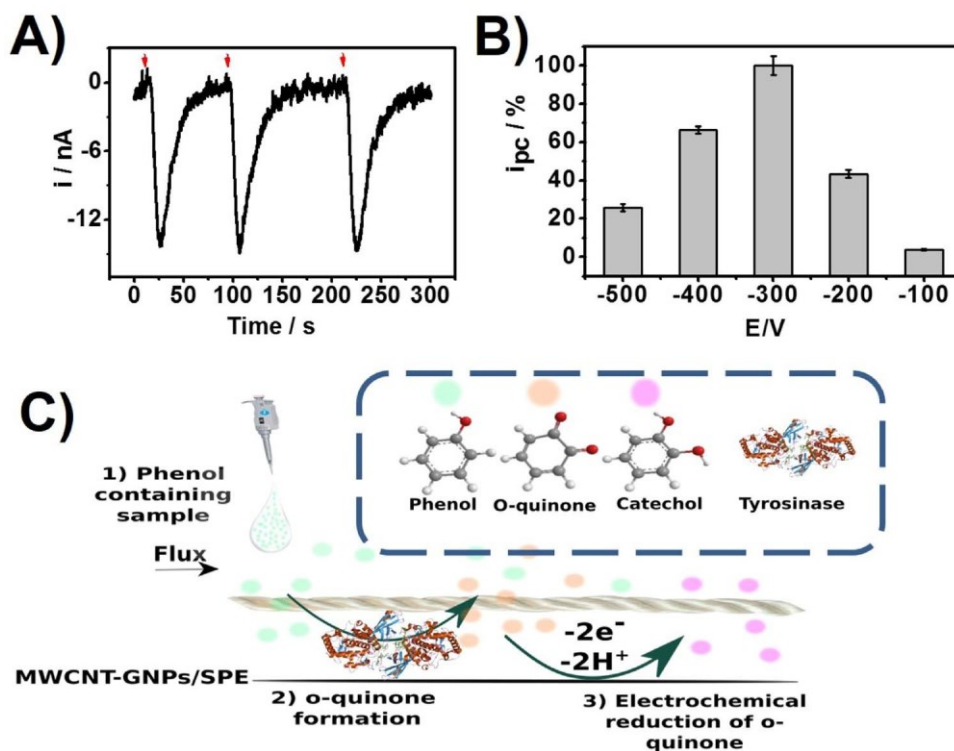 A)
i / nA
0
-6
-12
0 50 100 150 200 250 300
Time / s
B)
i_pc / %
100
80
60
40
20
0
-500 -400 -300 -200 -100
E/V
C)
1) Phenol
containing
sample
Flux
Phenol O-quinone Catechol Tyrosinase
-2e⁻
-2H⁺
MWCNT-GNPs/SPE
2) o-quinone
formation
3) Electrochemical
reduction of o-
quinone